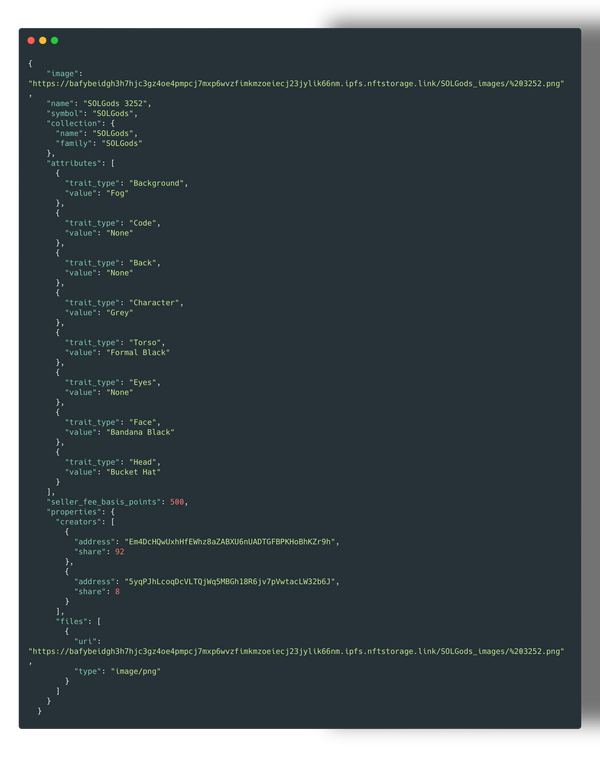 {
    "image":
"https://bafybeidgh3h7hjc3gz4oe4pmpcj7mxp6wvzfimkmzoeiecj23jylik66nm.ipfs.nftstorage.link/SOLGods_images/%203252.png"
,
    "name": "SOLGods 3252",
    "symbol": "SOLGods",
    "collection": {
      "name": "SOLGods",
      "family": "SOLGods"
    },
    "attributes": [
      {
        "trait_type": "Background",
        "value": "Fog"
      },
      {
        "trait_type": "Code",
        "value": "None"
      },
      {
        "trait_type": "Back",
        "value": "None"
      },
      {
        "trait_type": "Character",
        "value": "Grey"
      },
      {
        "trait_type": "Torso",
        "value": "Formal Black"
      },
      {
        "trait_type": "Eyes",
        "value": "None"
      },
      {
        "trait_type": "Face",
        "value": "Bandana Black"
      },
      {
        "trait_type": "Head",
        "value": "Bucket Hat"
      }
    ],
    "seller_fee_basis_points": 500,
    "properties": {
      "creators": [
        {
          "address": "Em4DcHQwUxhHfEWhz8aZABXU6nUADTGFBPKHoBhKZr9h",
          "share": 92
        },
        {
          "address": "5yqPJhLcoqDcVLTQjWq5MBGh18R6jv7pVwtacLW32b6J",
          "share": 8
        }
      ],
      "files": [
        {
          "uri":
"https://bafybeidgh3h7hjc3gz4oe4pmpcj7mxp6wvzfimkmzoeiecj23jylik66nm.ipfs.nftstorage.link/SOLGods_images/%203252.png"
,
          "type": "image/png"
        }
      ]
    }
  }